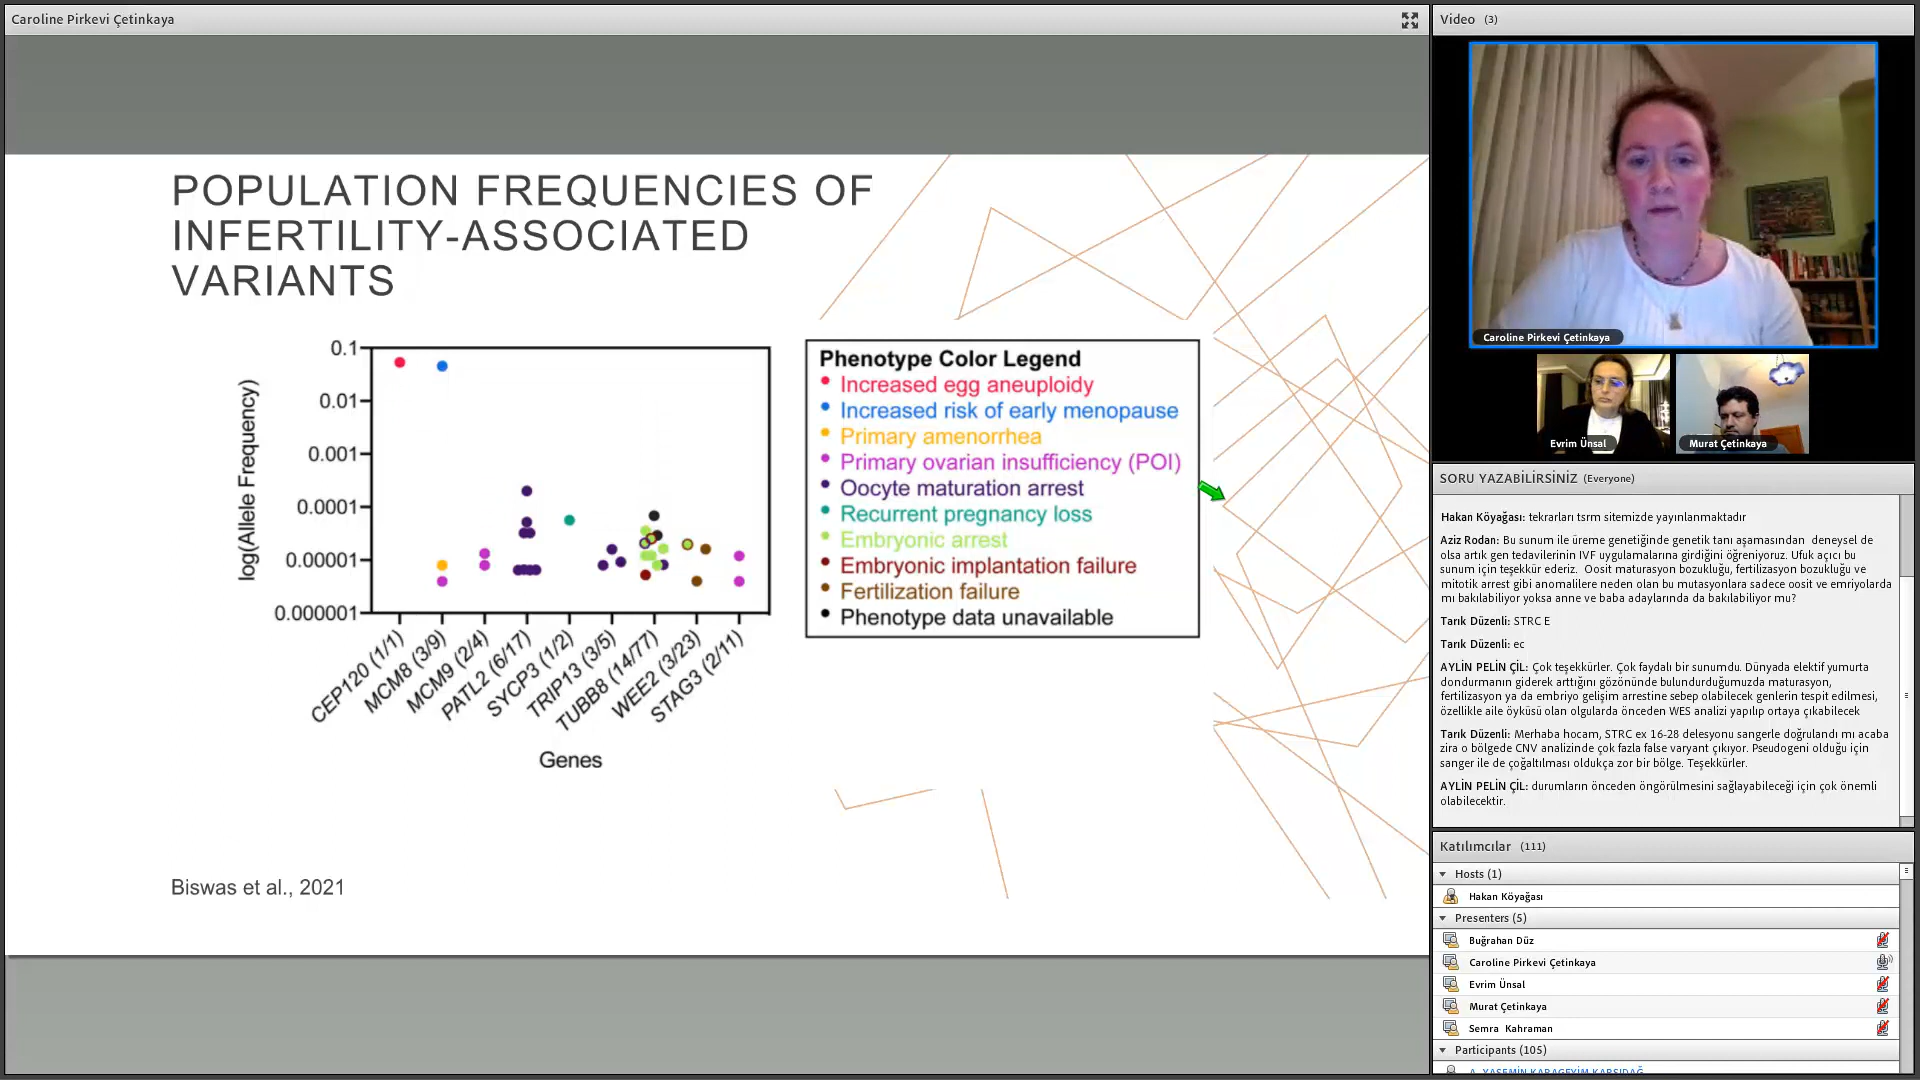 Caroline Pirkevi Çetinkaya
POPULATION FREQUENCIES OF
INFERTILITY-ASSOCIATED
VARIANTS
log(Allele Frequency)
0.1
0.01
0.001
0.0001
0.00001
0.000001
CEP120 (1/1)
MCM8 (3/9)
MCM9 (2/4)
PATL2 (6/17)
SYCP3 (1/2)
TRIP13 (3/5)
TUBB8 (14/77)
WEE2 (3/23)
STAG3 (2/11)
Genes
Phenotype Color Legend
• Increased egg aneuploidy
• Increased risk of early menopause
• Primary amenorrhea
• Primary ovarian insufficiency (POI)
• Oocyte maturation arrest
• Recurrent pregnancy loss
• Embryonic arrest
• Embryonic implantation failure
• Fertilization failure
• Phenotype data unavailable
Biswas et al., 2021
Video (3)
Caroline Pirkevi Çetinkaya
Evrim Ünsal
Murat Çetinkaya
SORU YAZABİLİRSİNİZ (Everyone)
Hakan Köyağası: tekrarları tsrm sitemizde yayınlanmaktadır
Aziz Rodan: Bu sunum ile üreme genetiğinde genetik tanı aşamasından deneysel de
olsa artık gen tedavilerinin IVF uygulamalarına girdiğini öğreniyoruz. Ufuk açıcı bu
sunum için teşekkür ederiz. Oosit maturasyon bozukluğu, fertilizasyon bozukluğu ve
mitotik arrest gibi anomalilere neden olan bu mutasyonlara sadece oosit ve emriyolarda
mı bakılabiliyor yoksa anne ve baba adaylarında da bakılabiliyor mu?
Tarık Düzenli: STRC E
Tarık Düzenli: ec
AYLİN PELİN ÇİL: Çok teşekkürler. Çok faydalı bir sunumdu. Dünyada elektif yumurta
dondurmanın giderek arttığını gözönünde bulundurduğumuzda maturasyon,
fertilizasyon ya da embriyo gelişim arrestine sebep olabilecek genlerin tespit edilmesi,
özellikle aile öyküsü olan olgularda önceden WES analizi yapılıp ortaya çıkabilecek
Tarık Düzenli: Merhaba hocam, STRC ex 16-28 delesyonu sangerle doğrulandı mı acaba
zira o bölgede CNV analizinde çok fazla false varyant çıkıyor. Pseudogeni olduğu için
sanger ile de çoğaltılması oldukça zor bir bölge. Teşekkürler.
AYLİN PELİN ÇİL: durumların önceden öngörülmesini sağlayabileceği için çok önemli
olabilecektir.
Katılımcılar (111)
Hosts (1)
Hakan Köyağası
Presenters (5)
Buğrahan Düz
Caroline Pirkevi Çetinkaya
Evrim Ünsal
Murat Çetinkaya
Semra Kahraman
Participants (105)